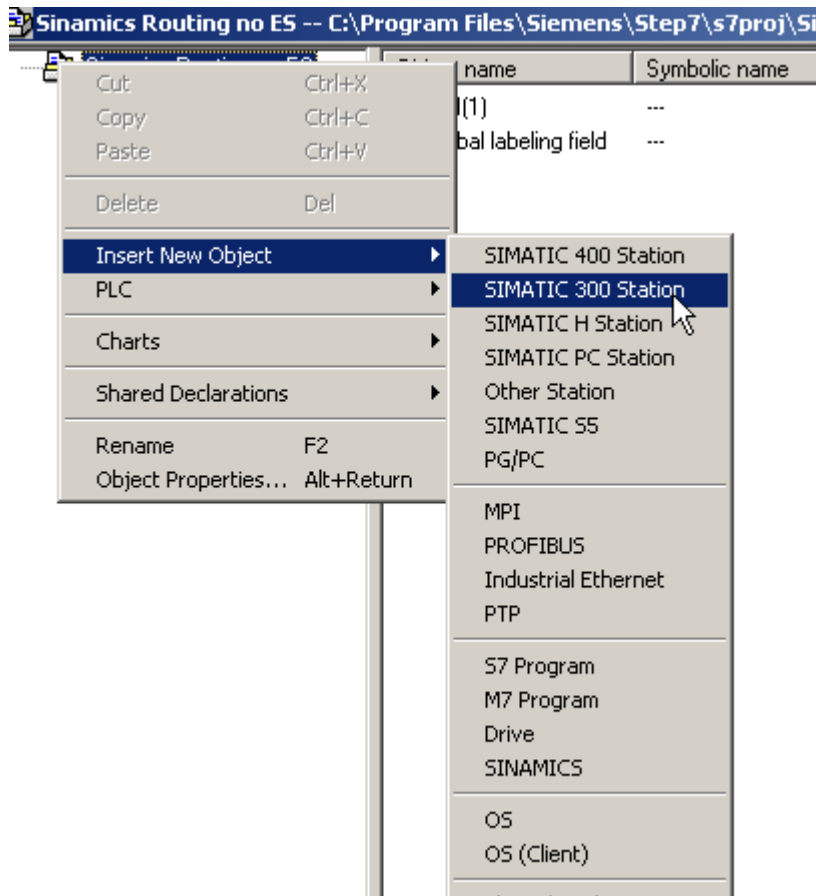 Sinamics Routing no ES -- C:\Program Files\Siemens\Step7\s7proj\Si
name Symbolic name
(1) ---
bal labeling field ---
Cut Ctrl+X
Copy Ctrl+C
Paste Ctrl+V
Delete Del
Insert New Object
PLC
Charts
Shared Declarations
Rename F2
Object Properties... Alt+Return
SIMATIC 400 Station
SIMATIC 300 Station
SIMATIC H Station
SIMATIC PC Station
Other Station
SIMATIC S5
PG/PC
MPI
PROFIBUS
Industrial Ethernet
PTP
S7 Program
M7 Program
Drive
SINAMICS
OS
OS (Client)